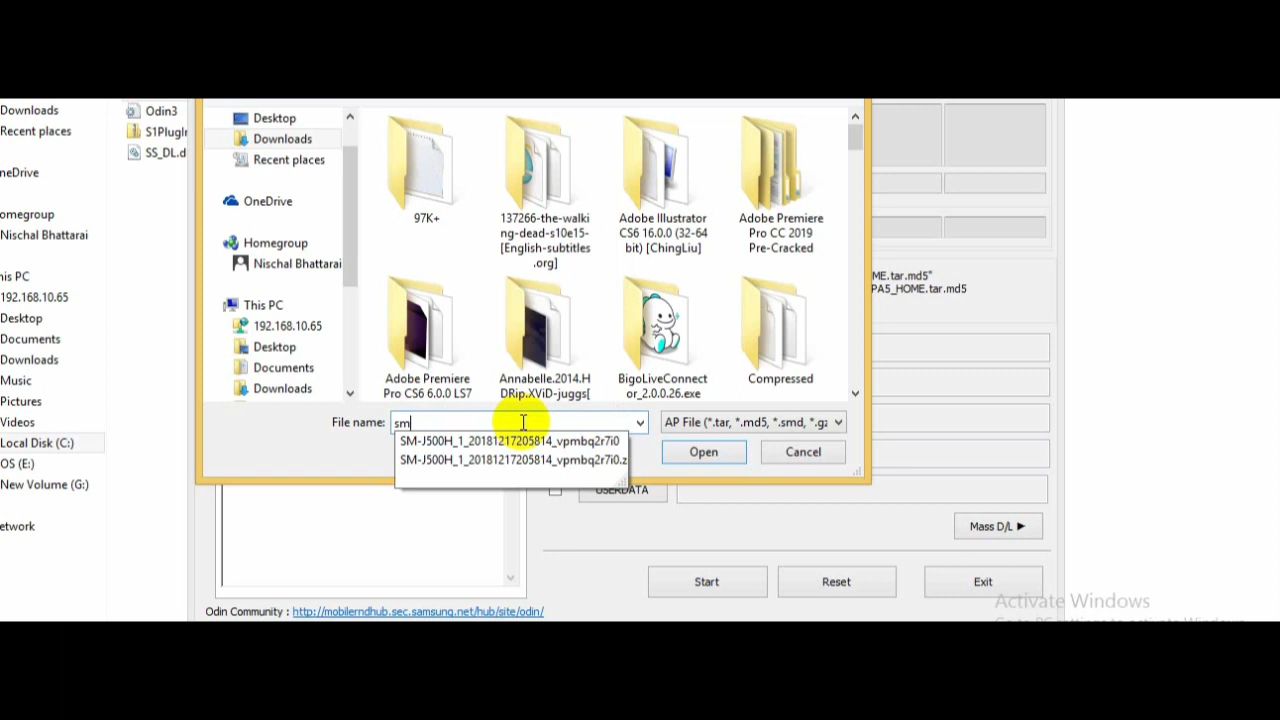 Downloads
Recent places
neDrive
omegroup
Nischal Bhattarai
his PC
192.168.10.65
Desktop
Documents
Downloads
Music
Pictures
Videos
Local Disk (C:)
OS (E:)
New Volume (G:)
etwork
Odin3
S1PlugIn
SS_DL.d
Desktop
Downloads
Recent places
OneDrive
Homegroup
Nischal Bhattarai
This PC
192.168.10.65
Desktop
Documents
Downloads
97K+
137266-the-walki
ng-dead-s10e15-
[English-subtitles
.org]
Adobe Illustrator
CS6 16.0.0 (32-64
bit) [ChingLiu]
Adobe Premiere
Pro CC 2019
Pre-Cracked
Adobe Premiere
Pro CS6 6.0.0 LS7
Annabelle.2014.H
DRip.XViD-juggs[
BigoLiveConnect
or_2.0.0.26.exe
Compressed
File name:
sm
AP File (*.tar, *.md5, *.smd, *.gz
SM-J500H_1_20181217205814_vpmbq2r7i0
SM-J500H_1_20181217205814_vpmbq2r7i0.z
Open
Cancel
ME.tar.md5"
PA5_HOME.tar.md5
USERDATA
Mass D/L ►
Start
Reset
Exit
Odin Community : http://mobilerndhub.sec.samsung.net/hub/site/odin/
Activate Windows